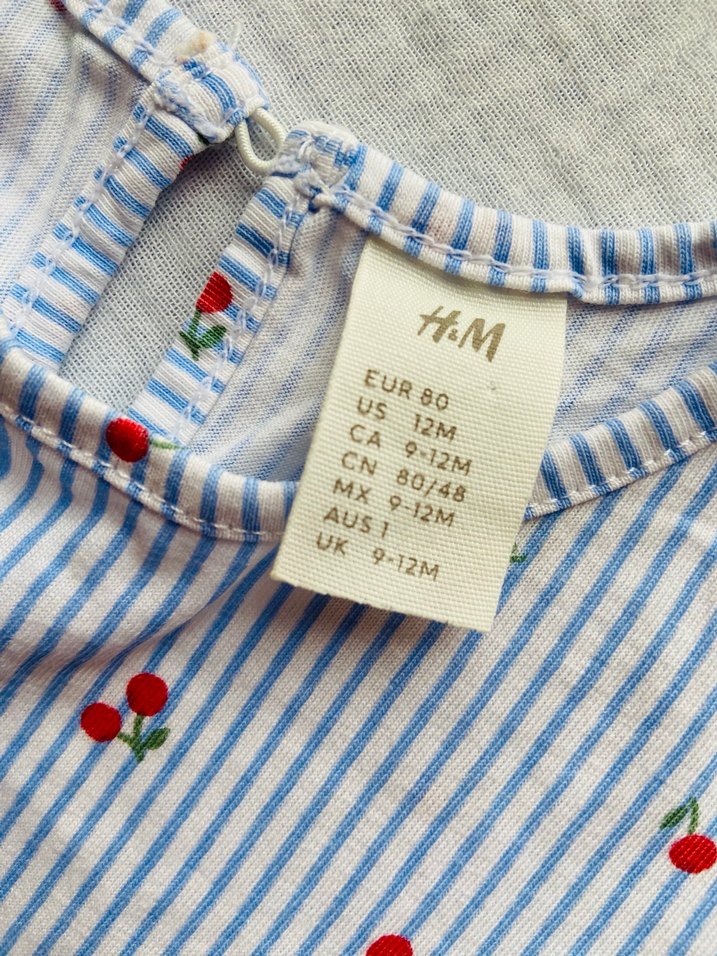 H&M
EUR 80
US 12M
CA 9-12M
CN 80/48
MX 9-12M
AUS 1
UK 9-12M